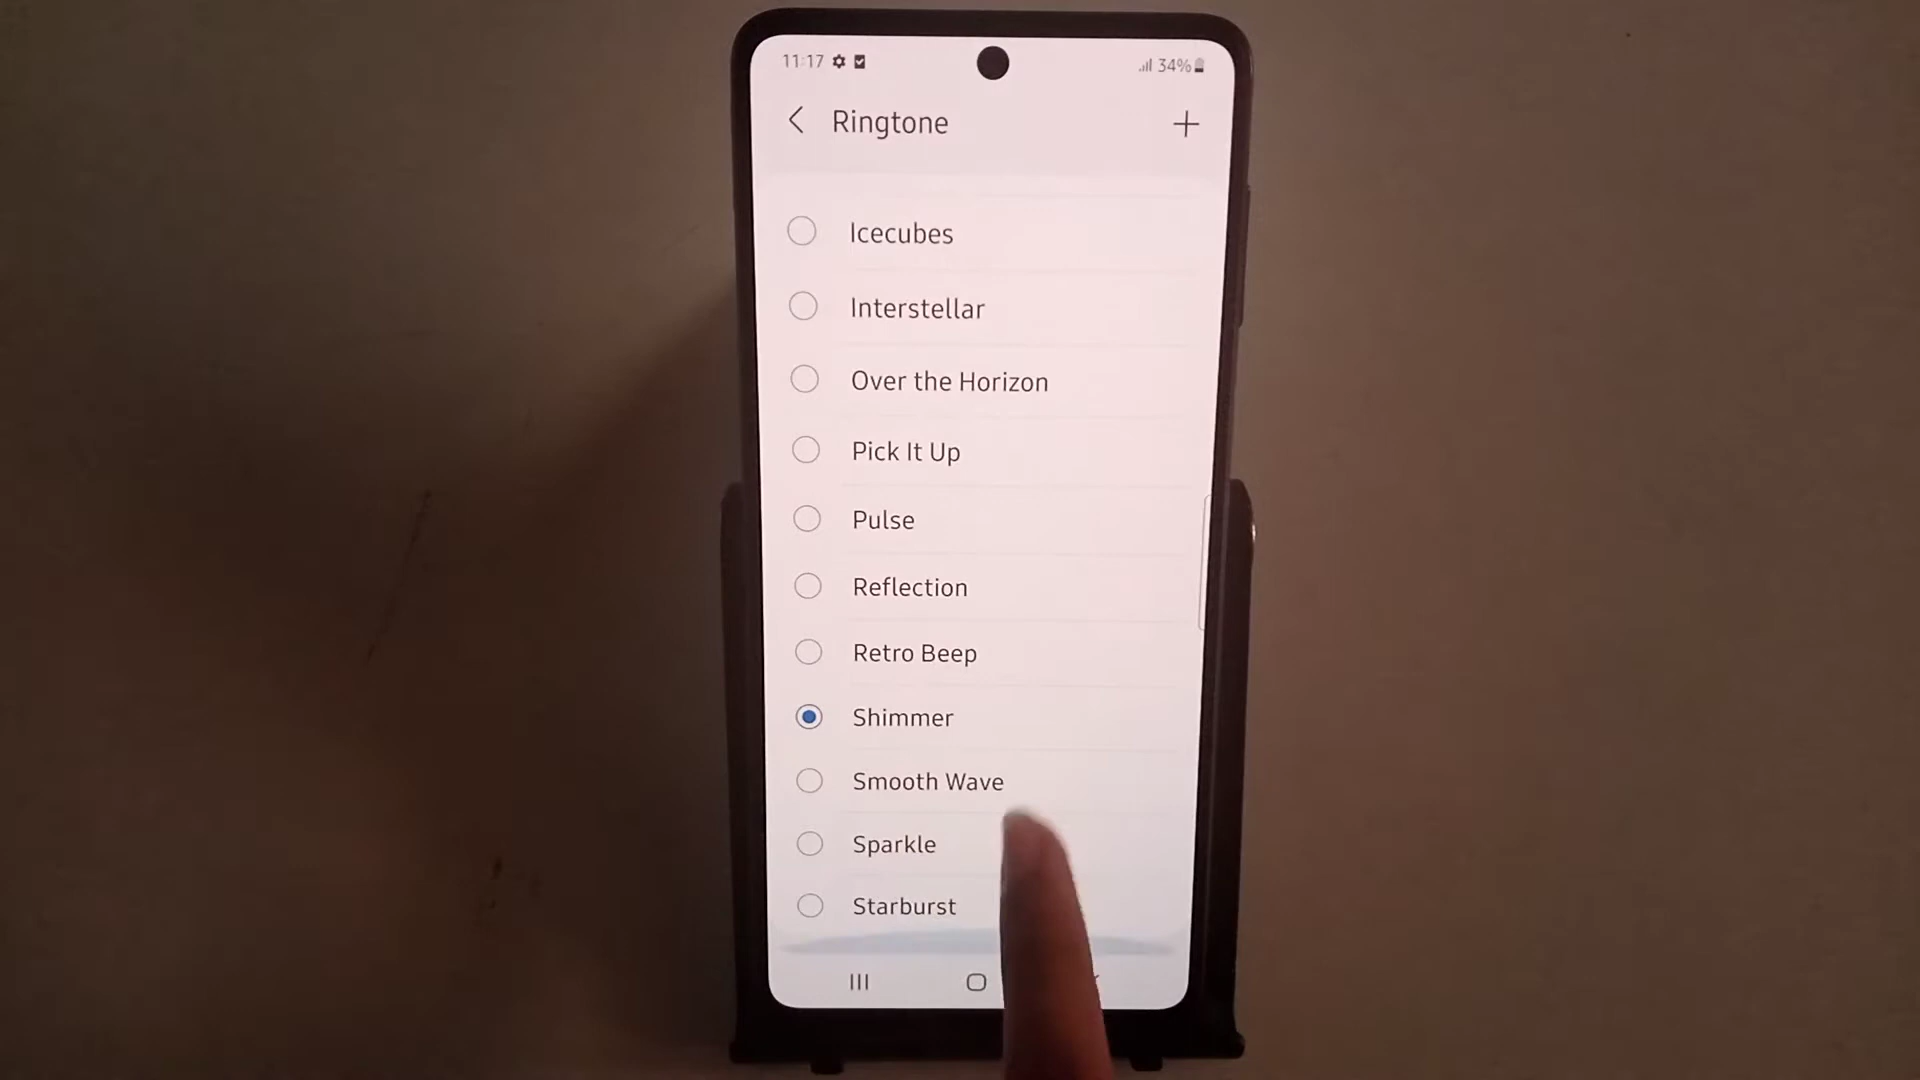 11:17
34%
Ringtone
Icecubes
Interstellar
Over the Horizon
Pick It Up
Pulse
Reflection
Retro Beep
Shimmer
Smooth Wave
Sparkle
Starburst